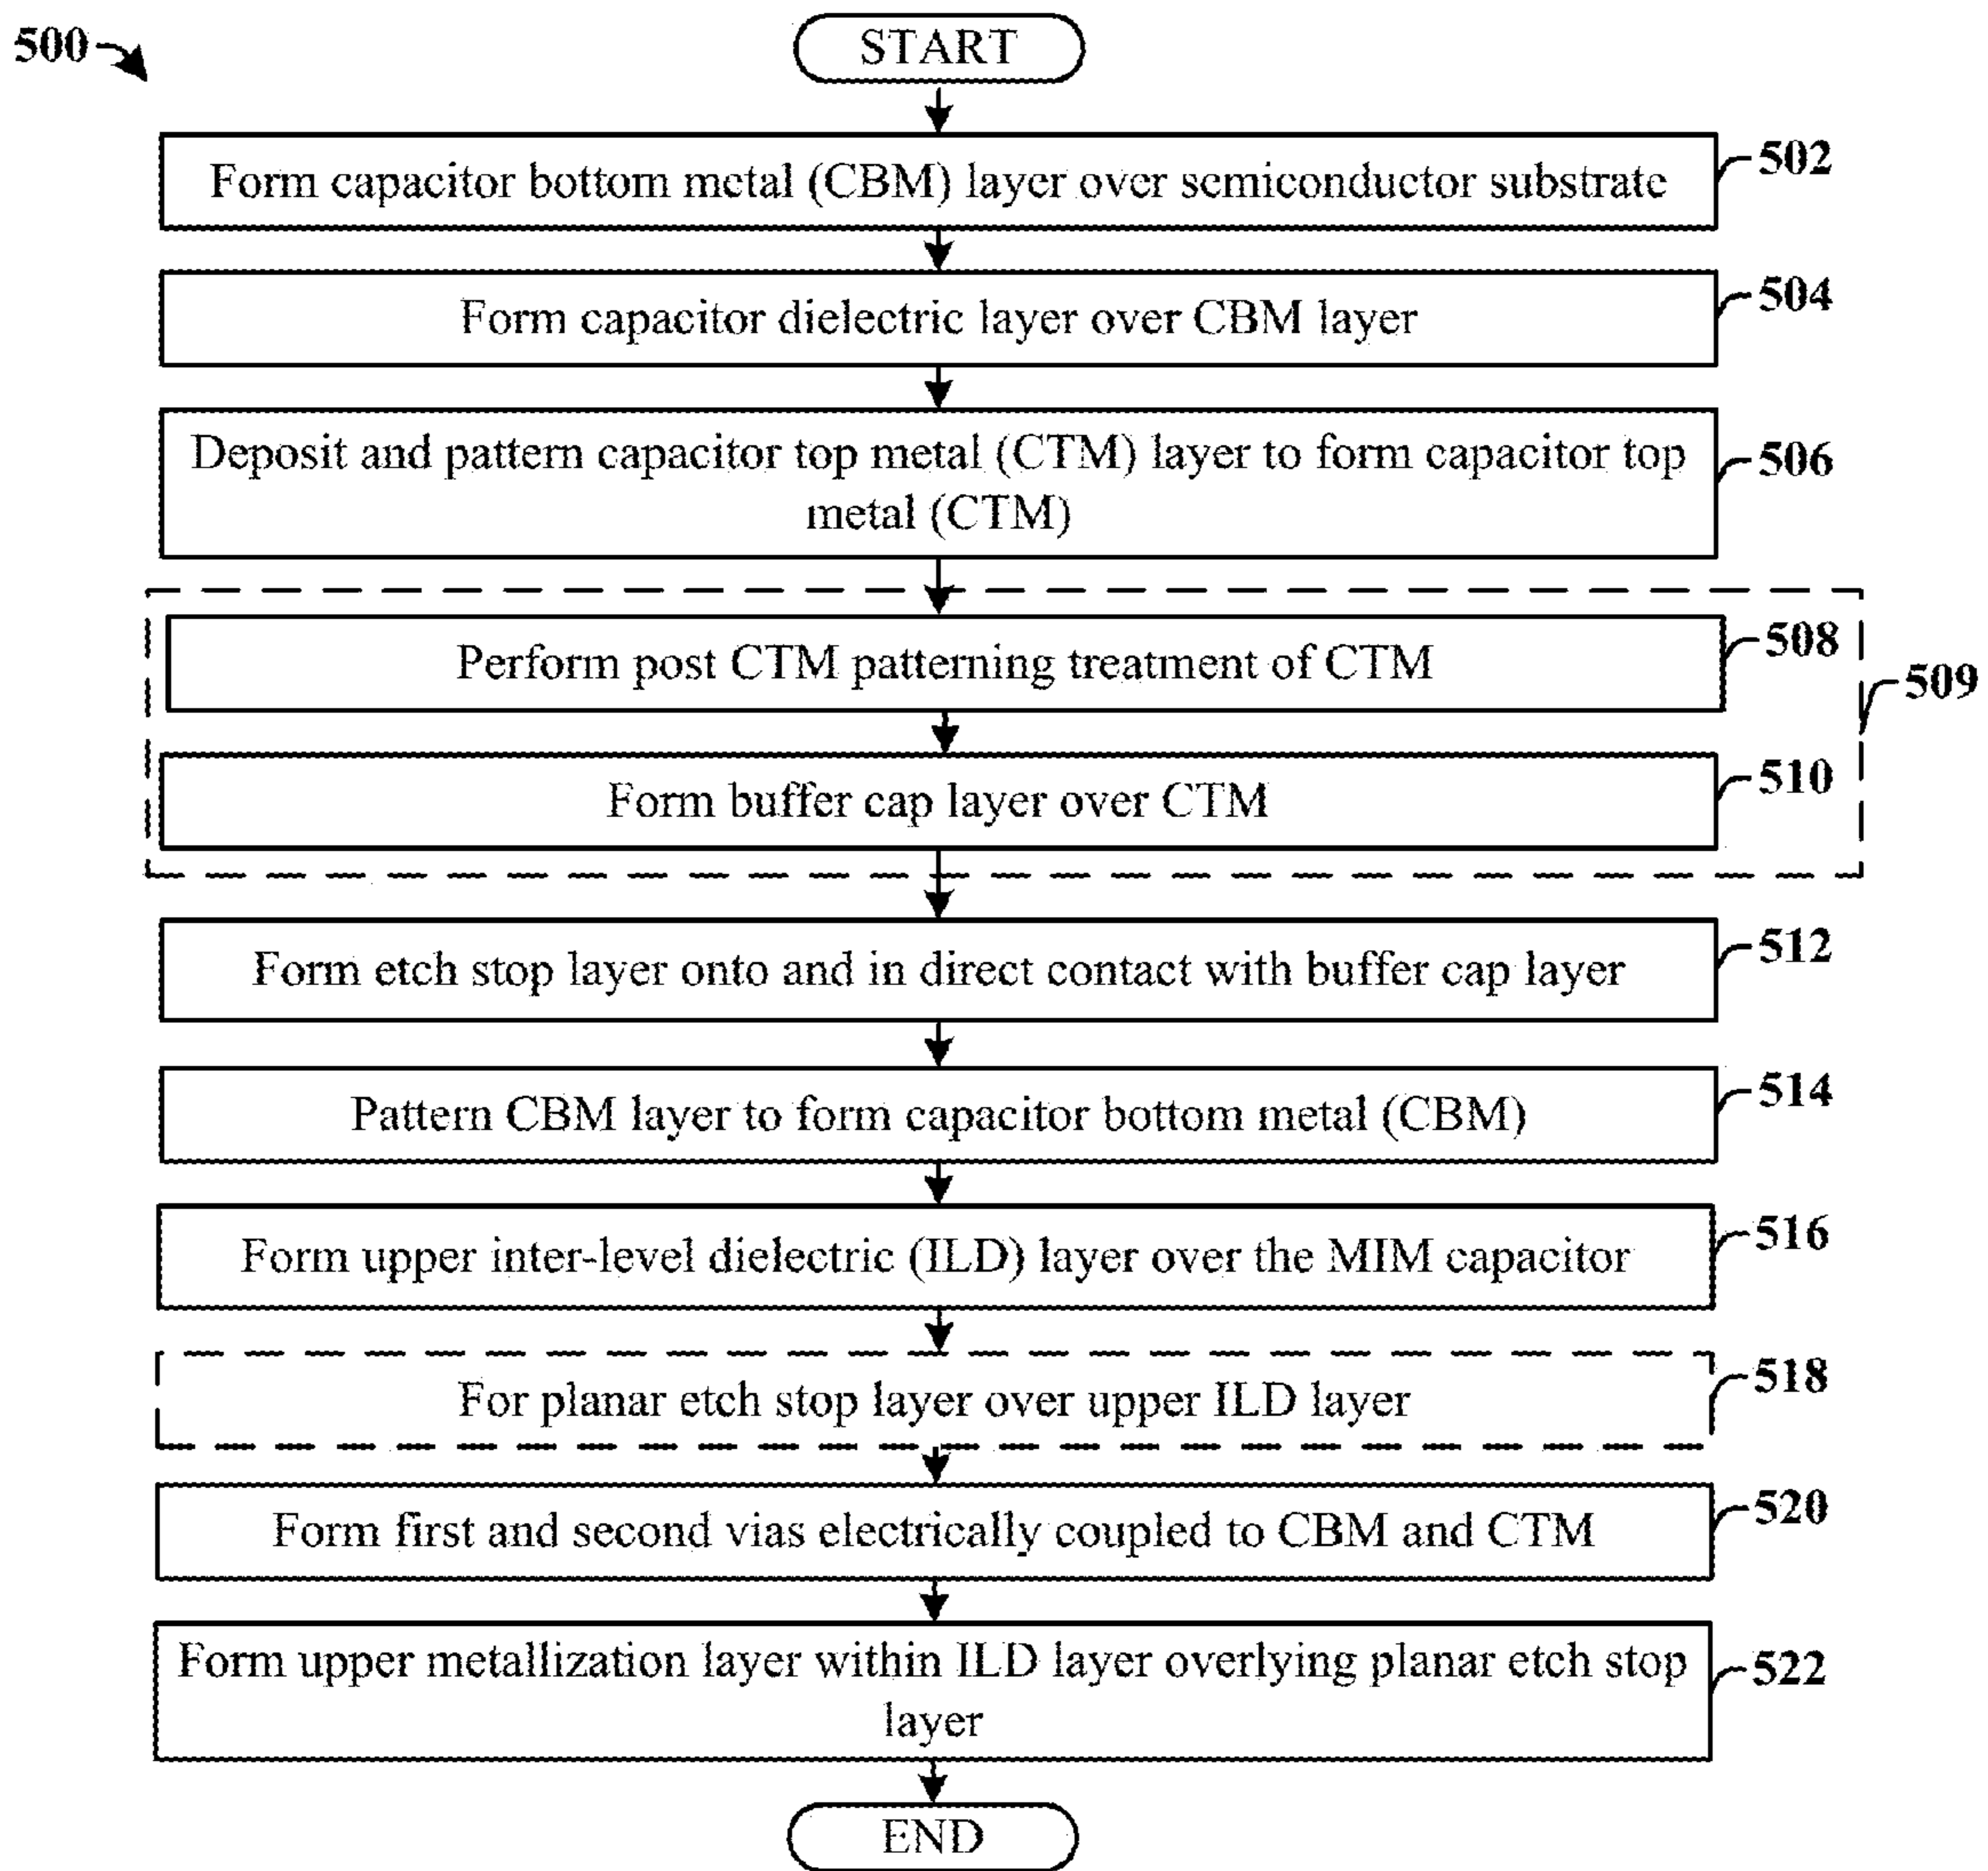 500
START
Form capacitor bottom metal (CBM) layer over semiconductor substrate
502
Form capacitor dielectric layer over CBM layer
504
Deposit and pattern capacitor top metal (CTM) layer to form capacitor top
metal (CTM)
506
Perform post CTM patterning treatment of CTM
508
509
Form buffer cap layer over CTM
510
Form etch stop layer onto and in direct contact with buffer cap layer
512
Pattern CBM layer to form capacitor bottom metal (CBM)
514
Form upper inter-level dielectric (ILD) layer over the MIM capacitor
516
For planar etch stop layer over upper ILD layer
518
Form first and second vias electrically coupled to CBM and CTM
520
Form upper metallization layer within ILD layer overlying planar etch stop
layer
522
END